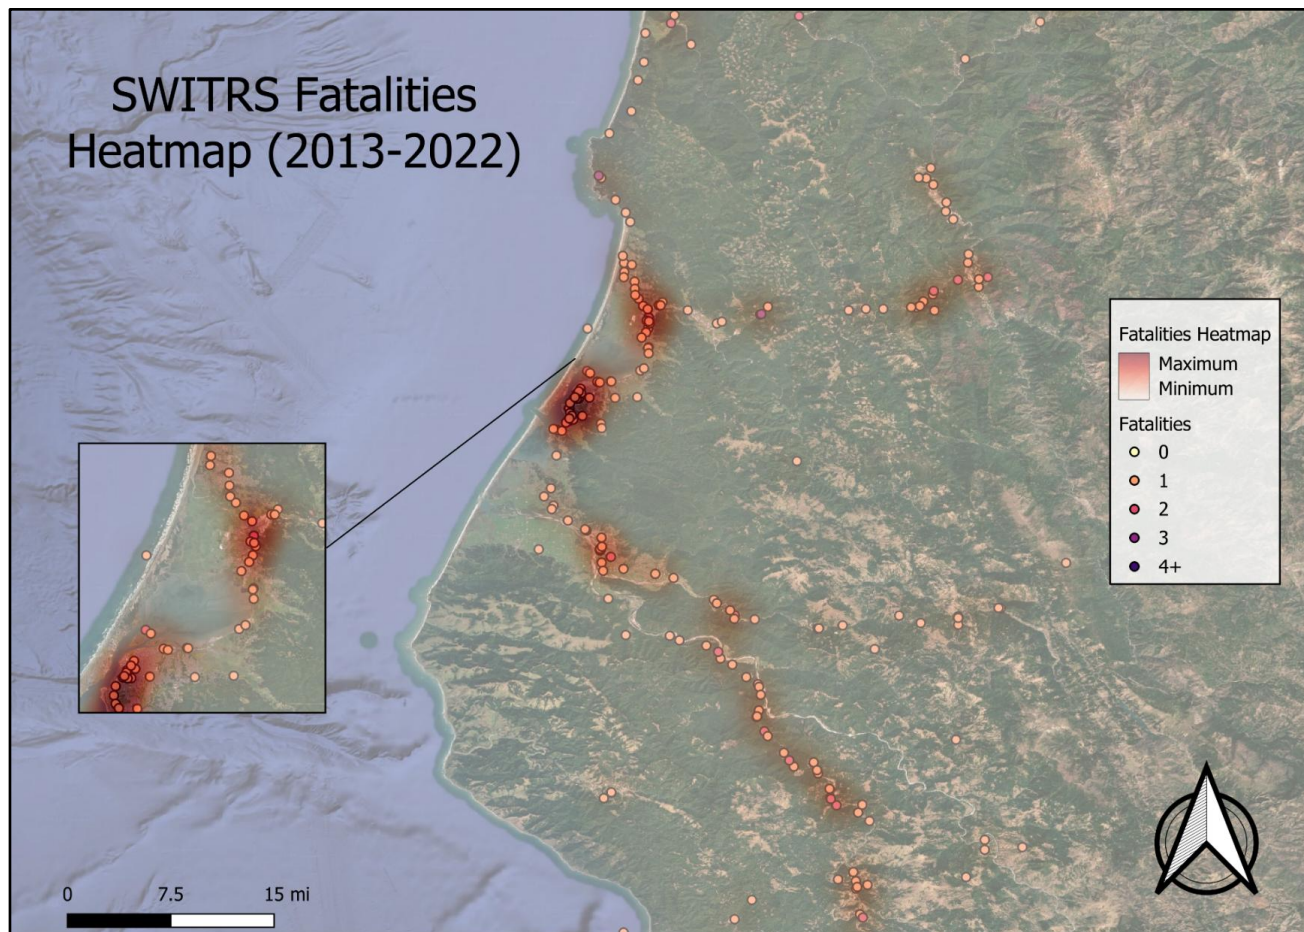 SWITRS Fatalities
Heatmap (2013-2022)
Fatalities Heatmap
Maximum
Minimum
Fatalities
0
1
2
3
4+
0 7.5 15 mi